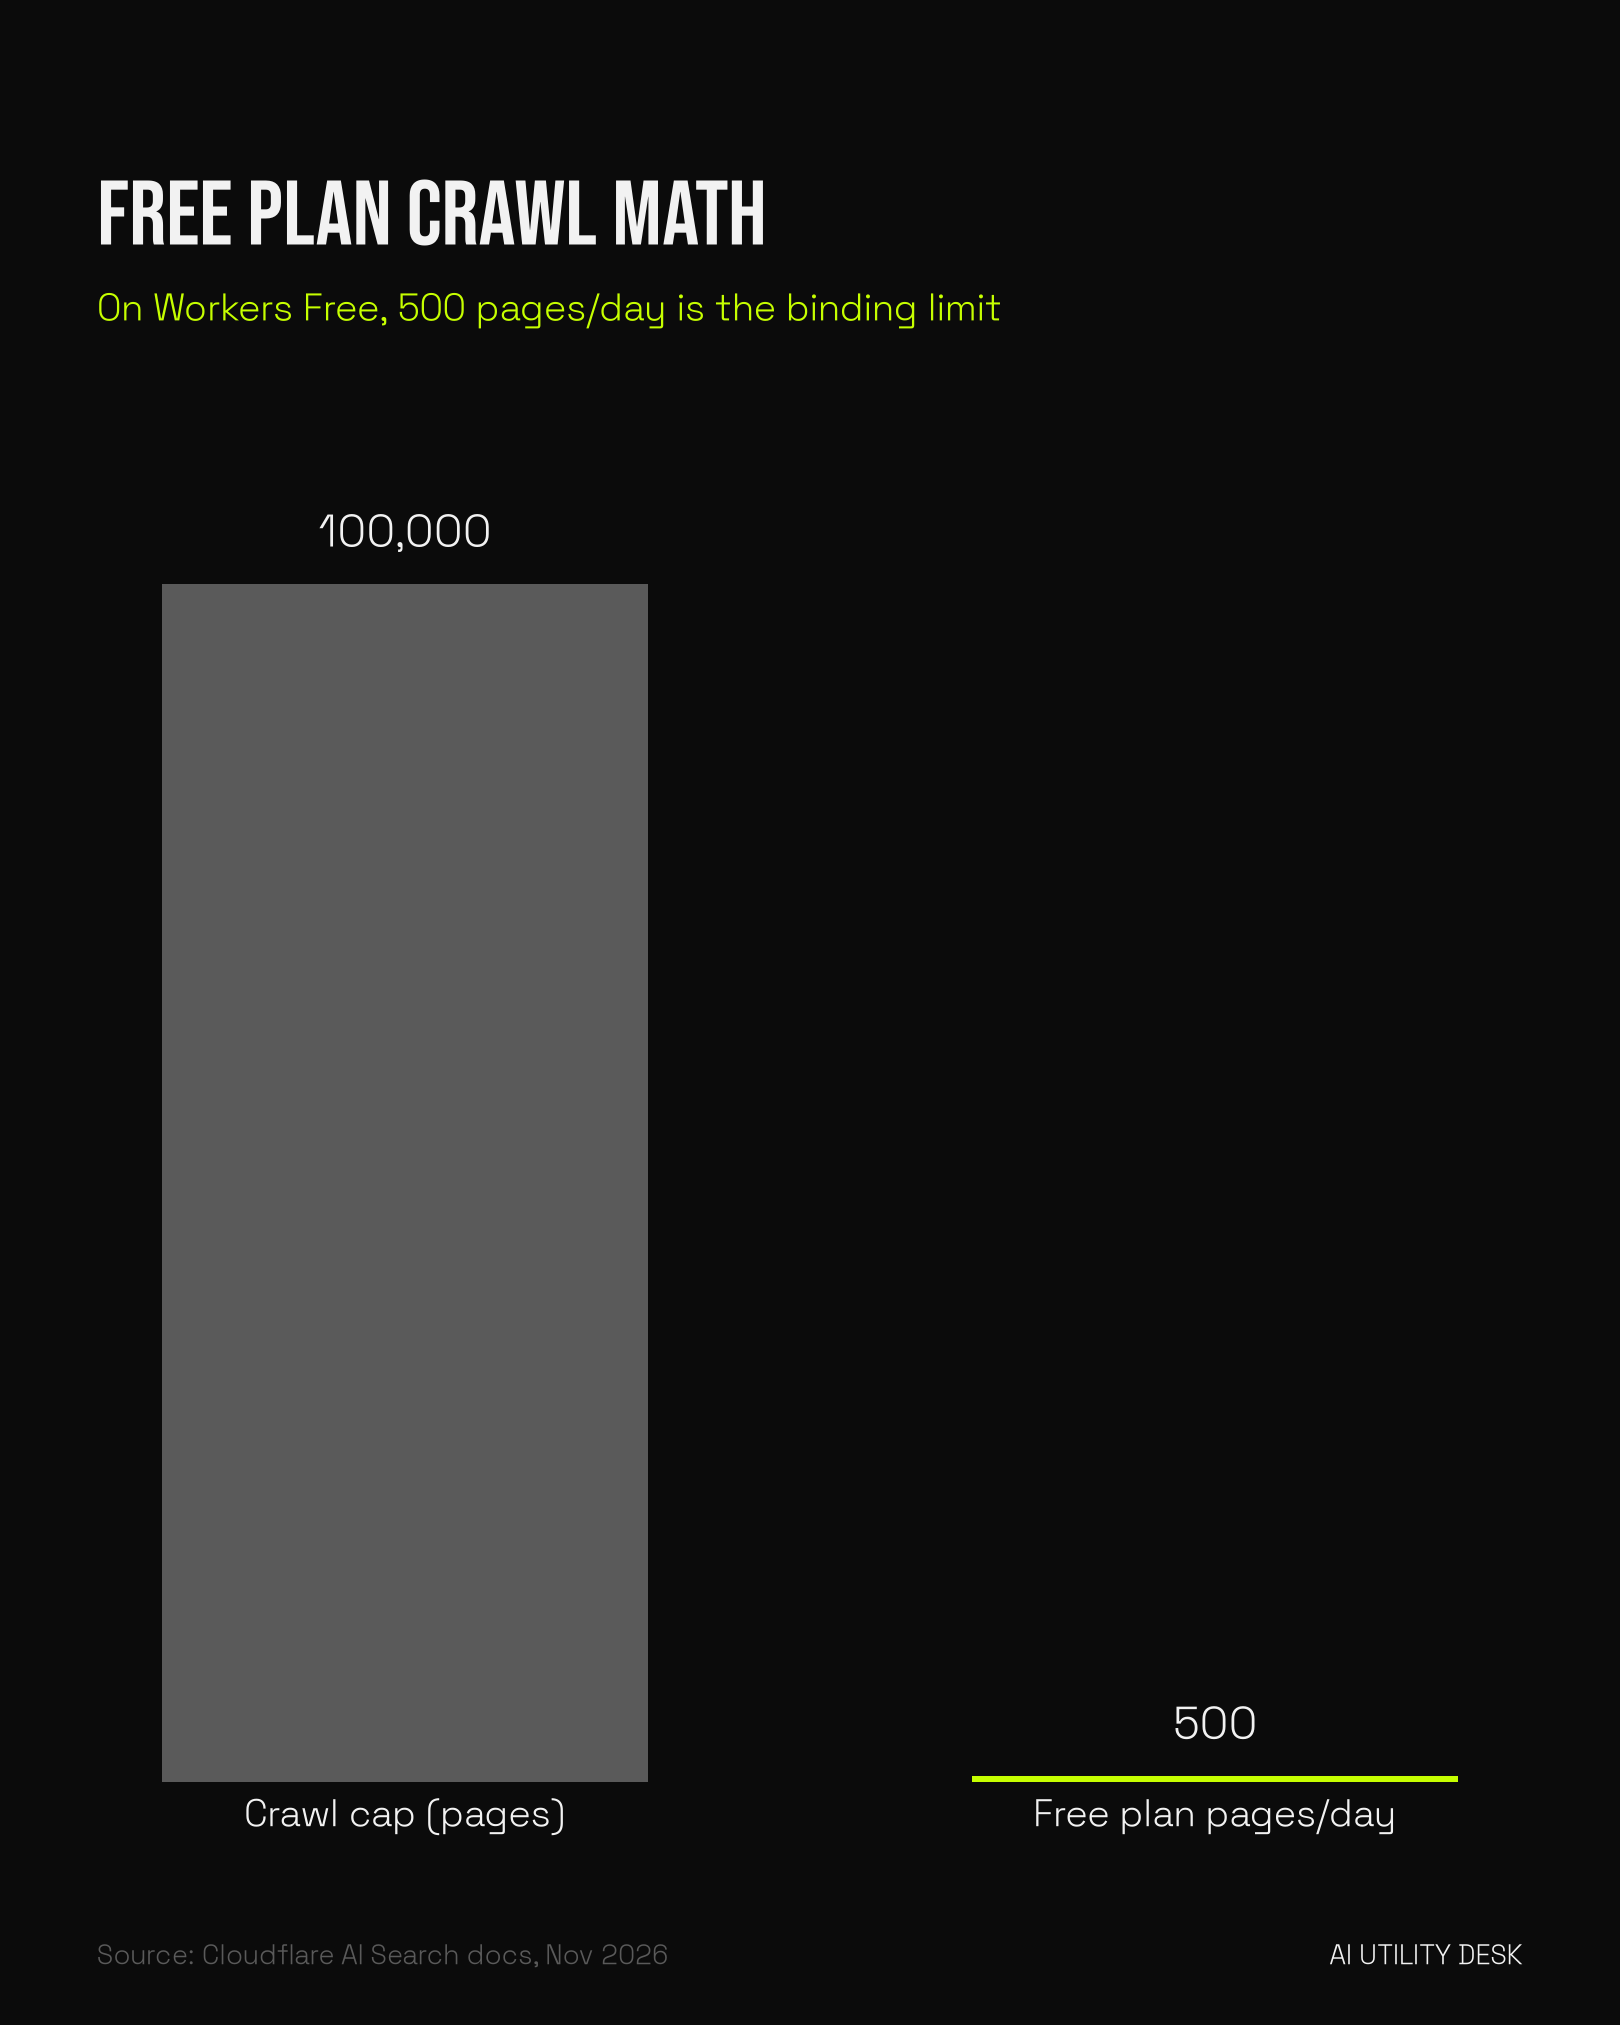 FREE PLAN CRAWL MATH
On Workers Free, 500 pages/day is the binding limit
100,000
500
Crawl cap (pages)
Free plan pages/day
Source: Cloudflare AI Search docs, Nov 2026
AI UTILITY DESK